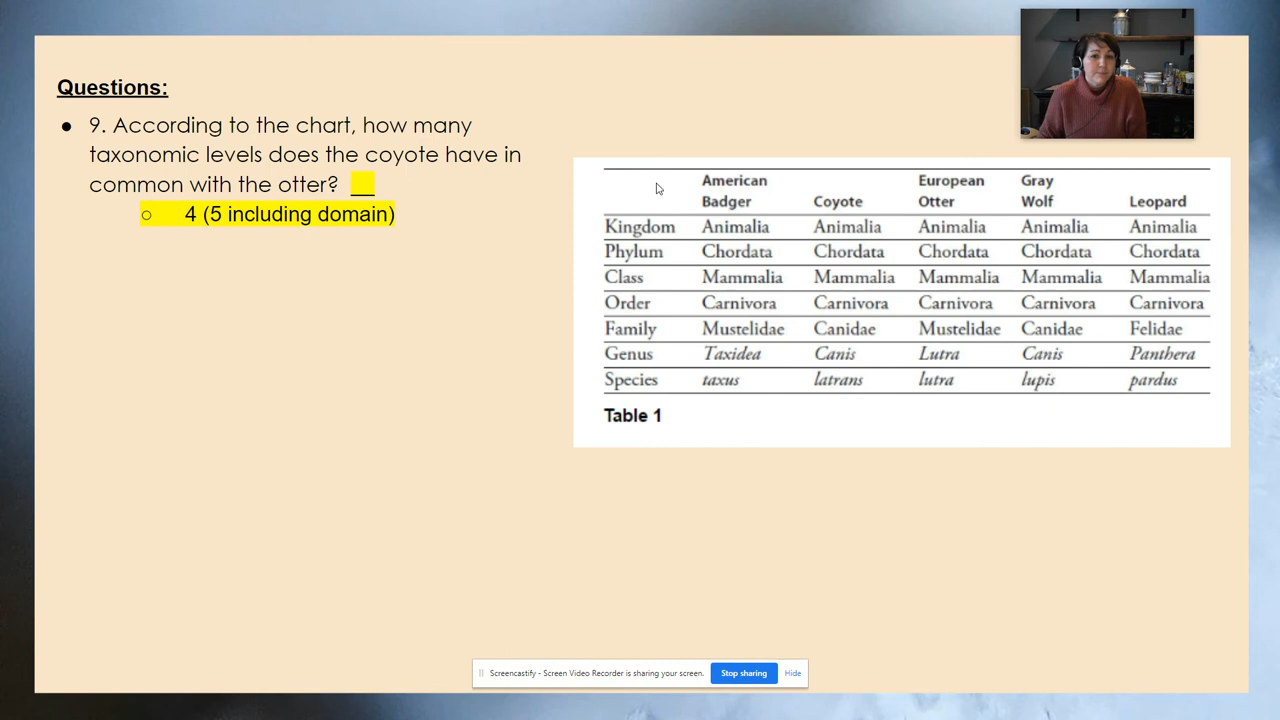 Questions:
● 9. According to the chart, how many
taxonomic levels does the coyote have in
common with the otter? __
○ 4 (5 including domain)
American Badger Coyote European Otter Gray Wolf Leopard
Kingdom Animalia Animalia Animalia Animalia Animalia
Phylum Chordata Chordata Chordata Chordata Chordata
Class Mammalia Mammalia Mammalia Mammalia Mammalia
Order Carnivora Carnivora Carnivora Carnivora Carnivora
Family Mustelidae Canidae Mustelidae Canidae Felidae
Genus Taxidea Canis Lutra Canis Panthera
Species taxus latrans lutra lupis pardus
Table 1
Screencastify - Screen Video Recorder is sharing your screen. Stop sharing Hide